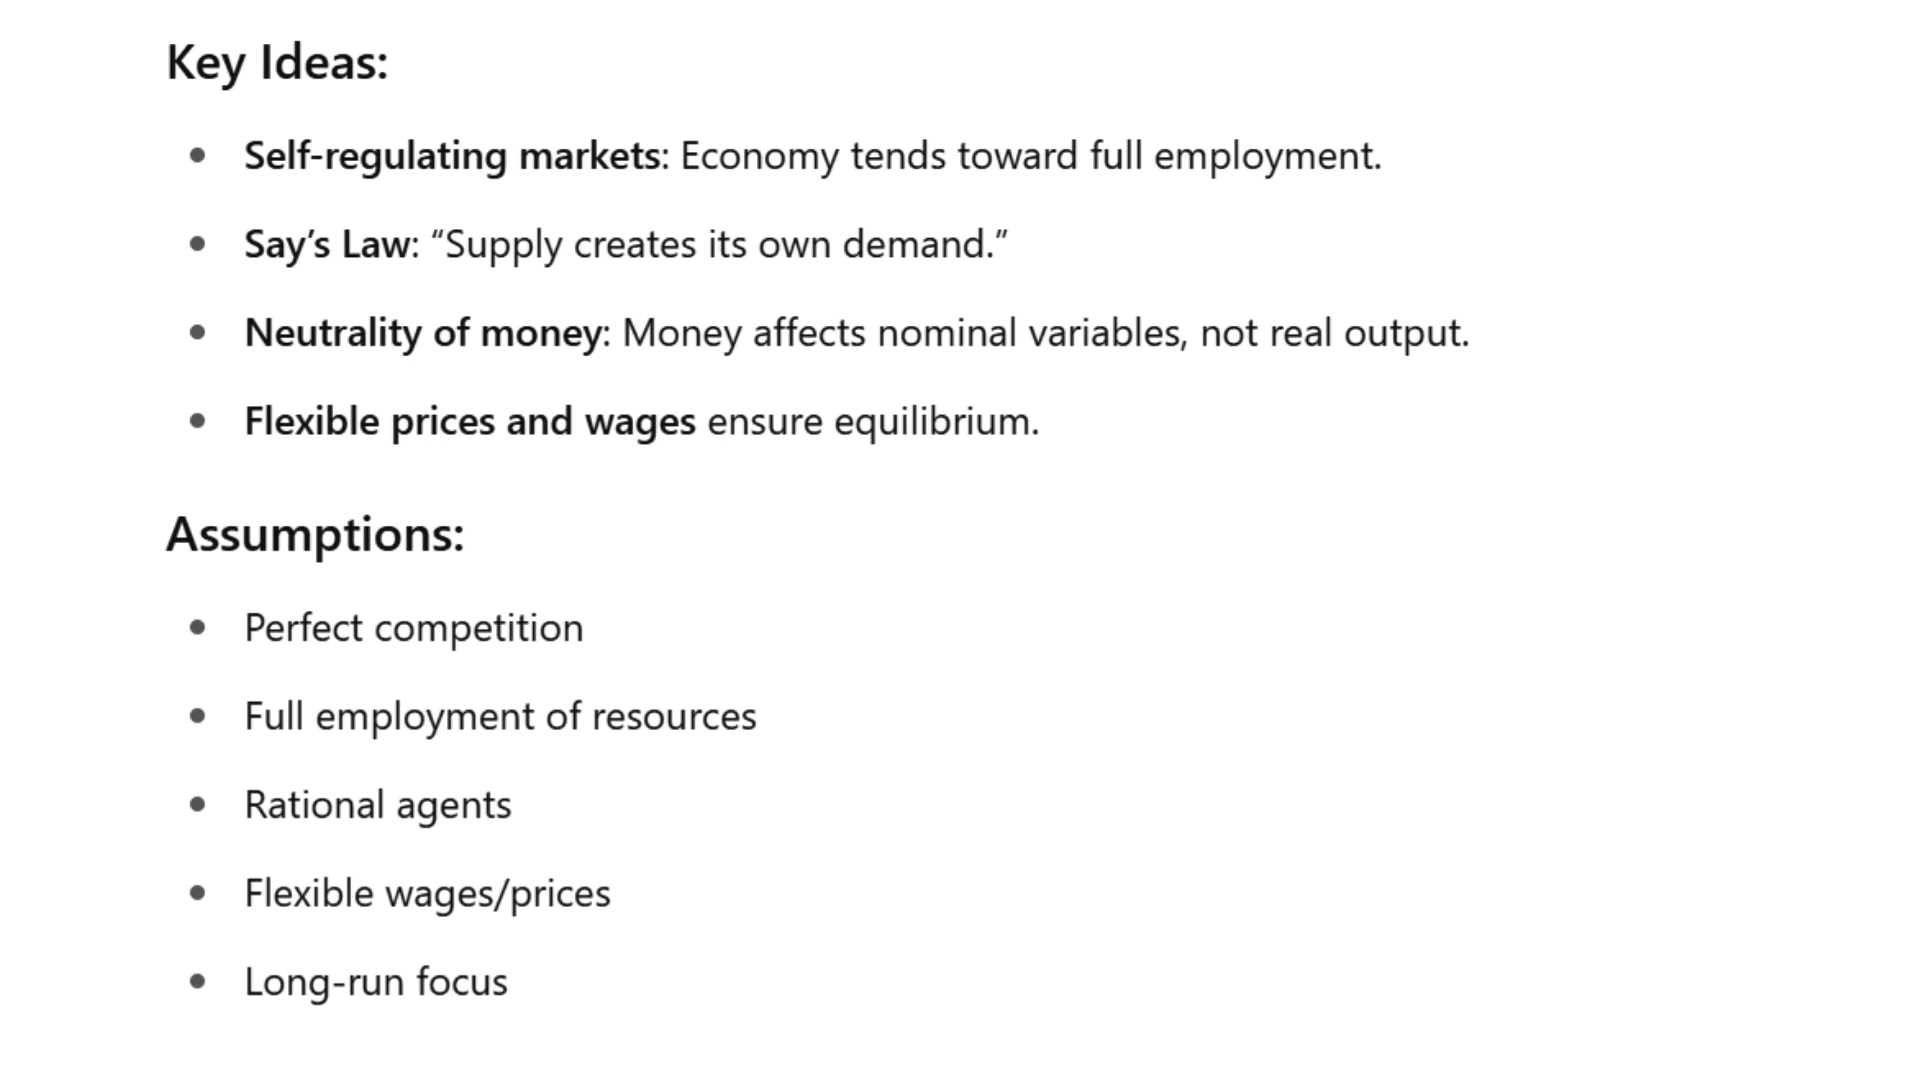 Key Ideas:
Self-regulating markets: Economy tends toward full employment.
Say’s Law: “Supply creates its own demand.”
Neutrality of money: Money affects nominal variables, not real output.
Flexible prices and wages ensure equilibrium.
Assumptions:
Perfect competition
Full employment of resources
Rational agents
Flexible wages/prices
Long-run focus